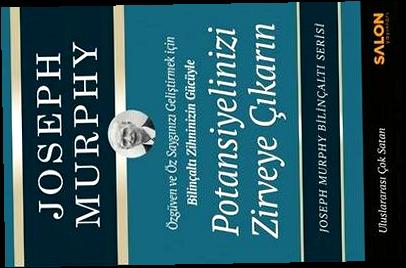 JOSEPH
MURPHY
Özgüven ve Öz Saygınızı Geliştirmek için
Bilinçaltı Zihninizin Gücüyle
Potansiyelinizi
Zirveye Çıkarın
JOSEPH MURPHY BİLİNÇALTI SERİSİ
Uluslararası Çok Satan
SALON